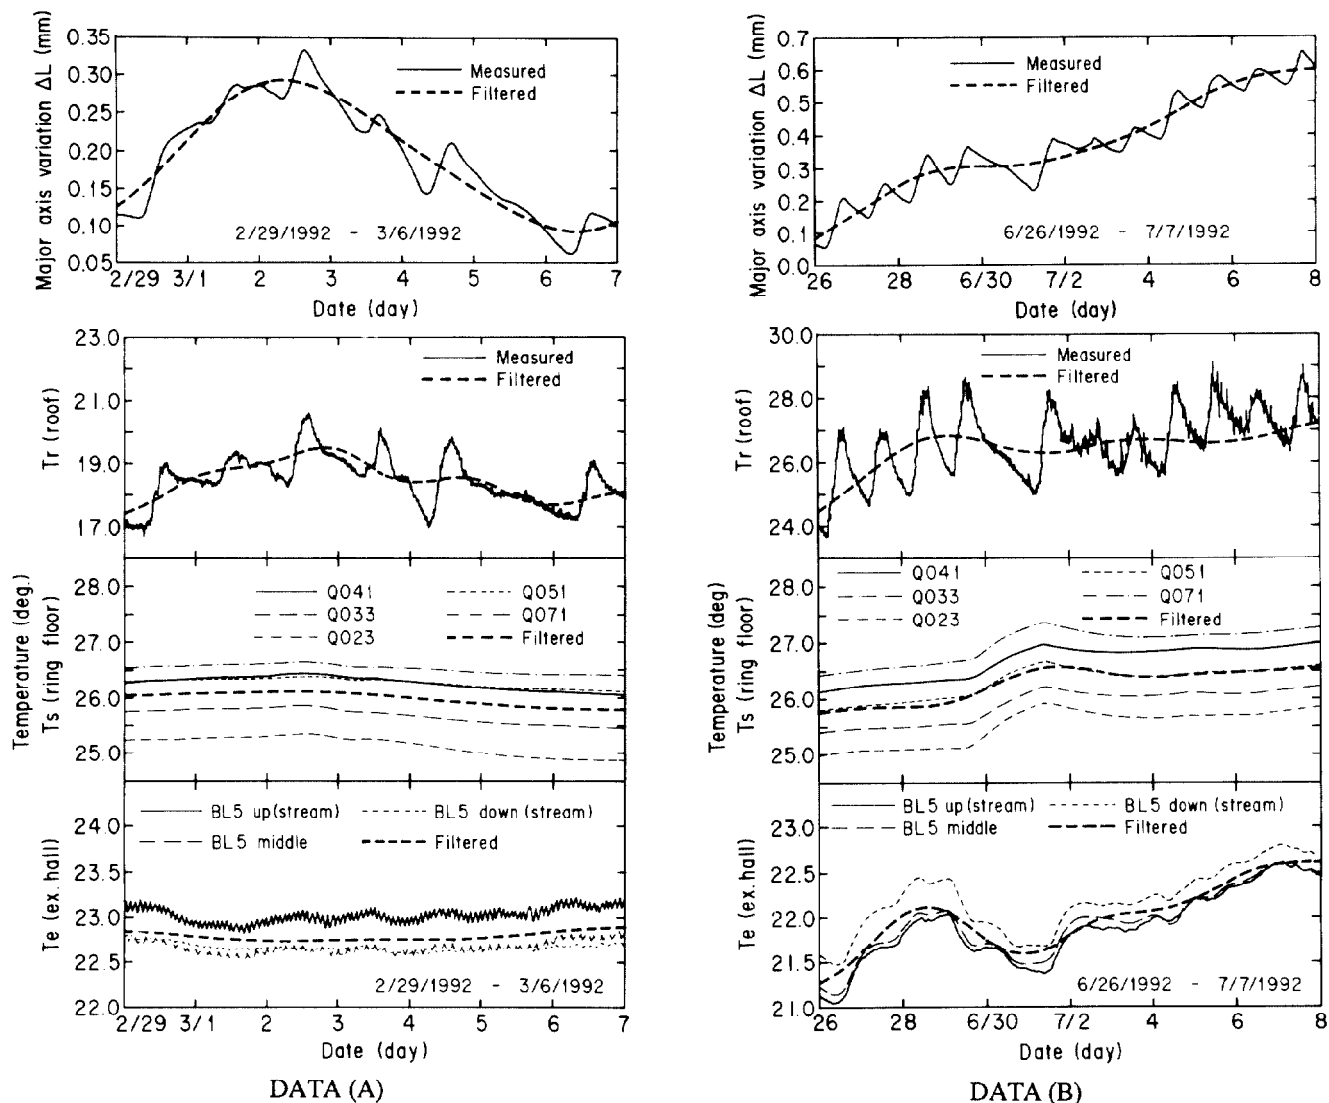 Major axis variation ΔL (mm)
0.35
0.30
0.25
0.20
0.15
0.10
0.05
Measured
Filtered
2/29/1992 - 3/6/1992
2/29 3/1 2 3 4 5 6 7
Date (day)
Tr (roof)
23.0
21.0
19.0
17.0
Measured
Filtered
Temperature (deg.)
Ts (ring floor)
28.0
27.0
26.0
25.0
Q041 Q051
Q033 Q071
Q023 Filtered
Te (ex. hall)
24.0
23.5
23.0
22.5
22.0
BL5 up(stream) BL5 down (stream)
BL5 middle Filtered
2/29/1992 - 3/6/1992
2/29 3/1 2 3 4 5 6 7
Date (day)
DATA (A)
Major axis variation ΔL (mm)
0.7
0.6
0.5
0.4
0.3
0.2
0.1
0.0
Measured
Filtered
6/26/1992 - 7/7/1992
26 28 6/30 7/2 4 6 8
Date (day)
Tr (roof)
30.0
28.0
26.0
24.0
Measured
Filtered
Temperature (deg)
Ts (ring floor)
28.0
27.0
26.0
25.0
Q041 Q051
Q033 Q071
Q023 Filtered
Te (ex. hall)
23.0
22.5
22.0
21.5
21.0
BL5 up(stream) BL5 down (stream)
BL5 middle Filtered
6/26/1992 - 7/7/1992
26 28 6/30 7/2 4 6 8
Date (day)
DATA (B)